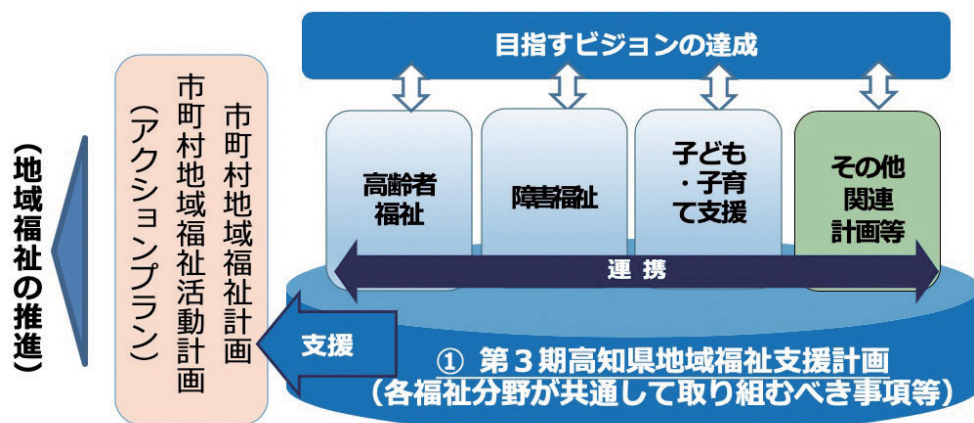 目指すビジョンの達成
高齢者
福祉
障害福祉
子ども
・子育
て支援
その他
関連
計画等
連 携
① 第3期高知県地域福祉支援計画
（各福祉分野が共通して取り組むべき事項等）
支援
市町村地域福祉計画
市町村地域福祉活動計画
（アクションプラン）
（地域福祉の推進）